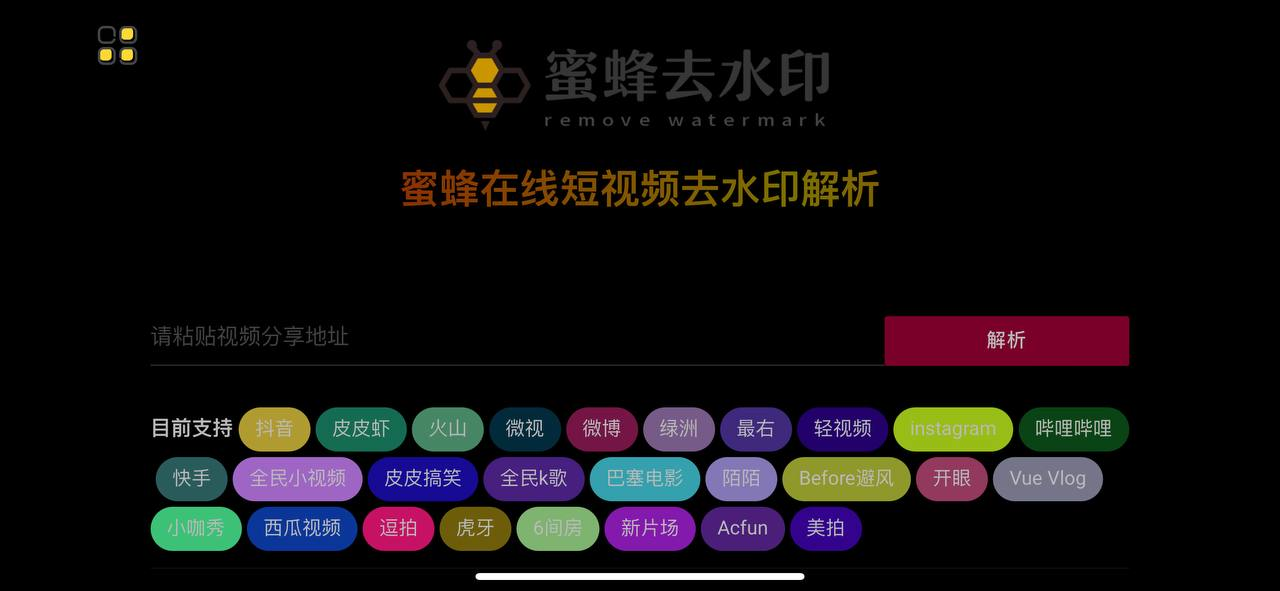 蜜蜂去水印
remove watermark
蜜蜂在线短视频去水印解析
请粘贴视频分享地址 解析
目前支持 抖音 皮皮虾 火山 微视 微博 绿洲 最右 轻视频 instagram 哔哩哔哩
快手 全民小视频 皮皮搞笑 全民k歌 巴塞电影 陌陌 Before避风 开眼 Vue Vlog
小咖秀 西瓜视频 逗拍 虎牙 6间房 新片场 Acfun 美拍